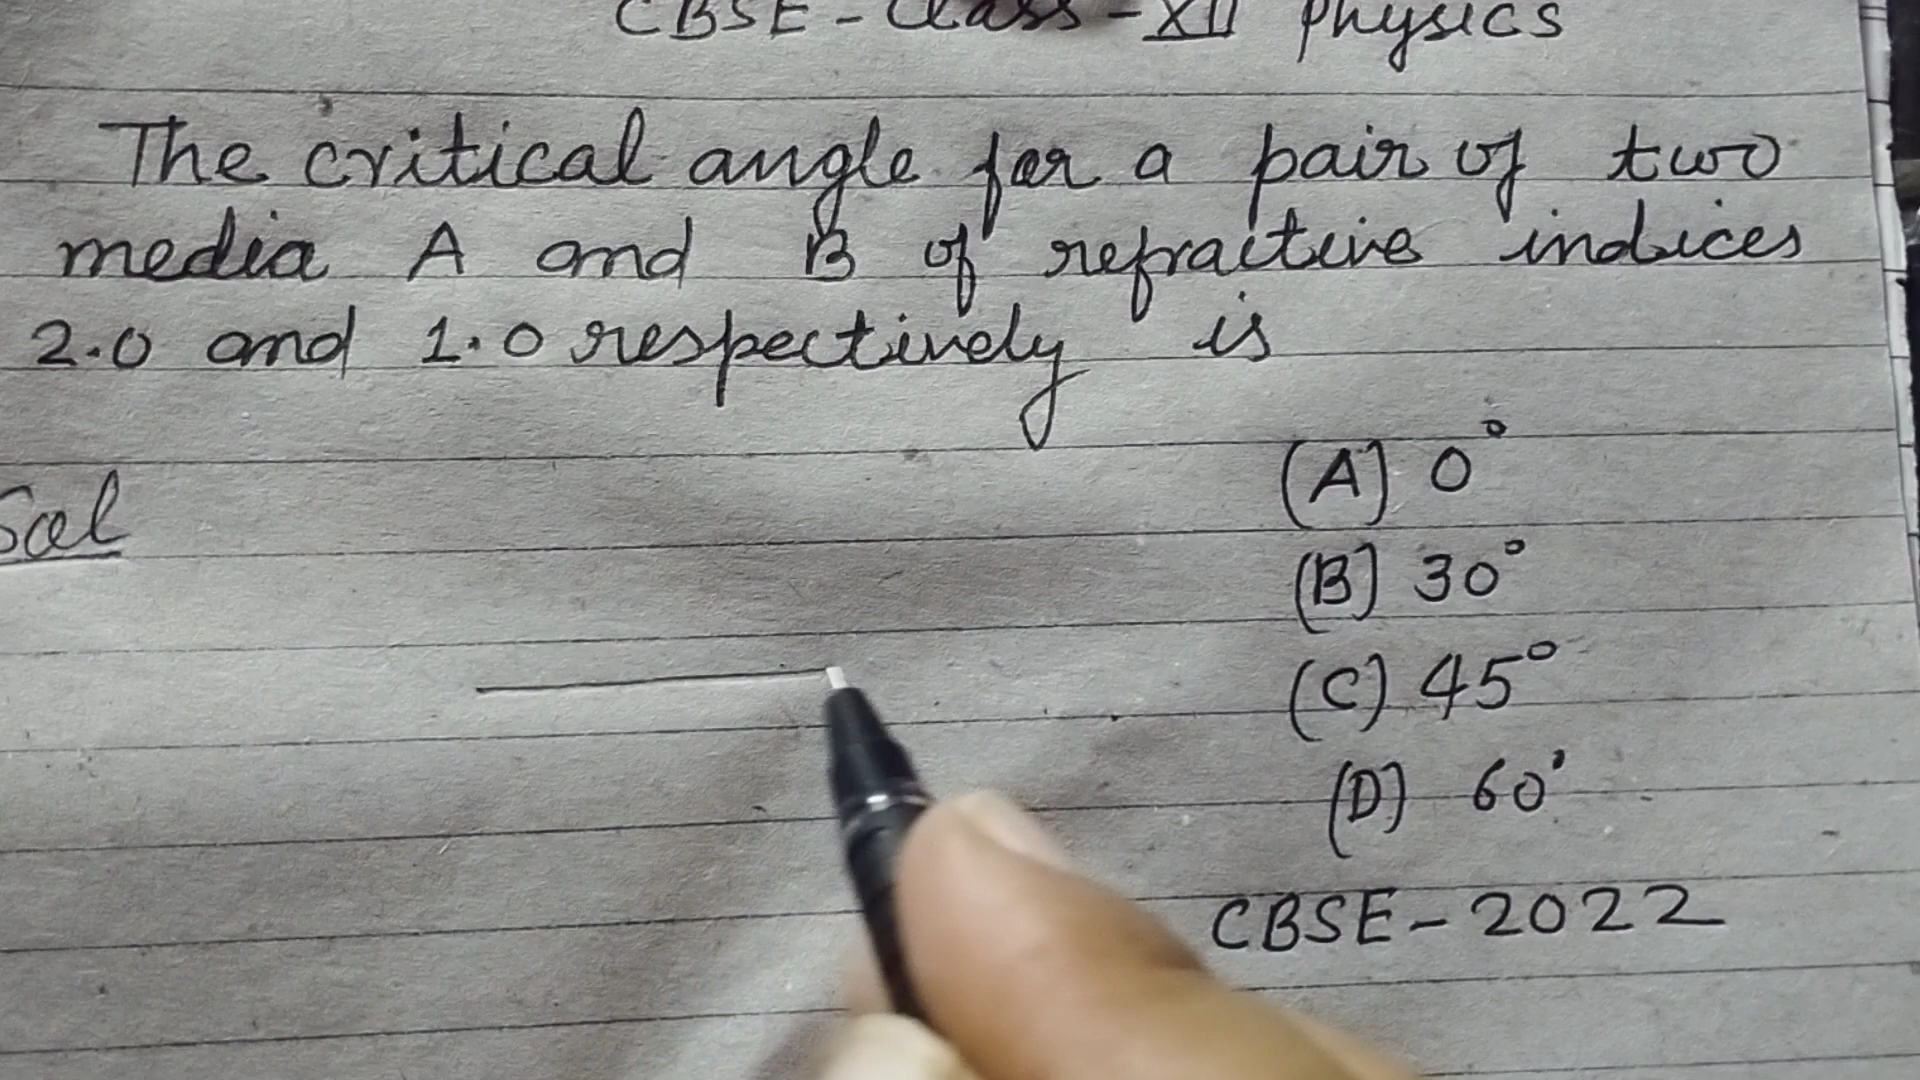 CBSE - Class - XII Physics
The critical angle for a pair of two
media A and B of refractive indices
2.0 and 1.0 respectively is
Sol
(A) 0°
(B) 30°
(C) 45°
(D) 60°
CBSE - 2022